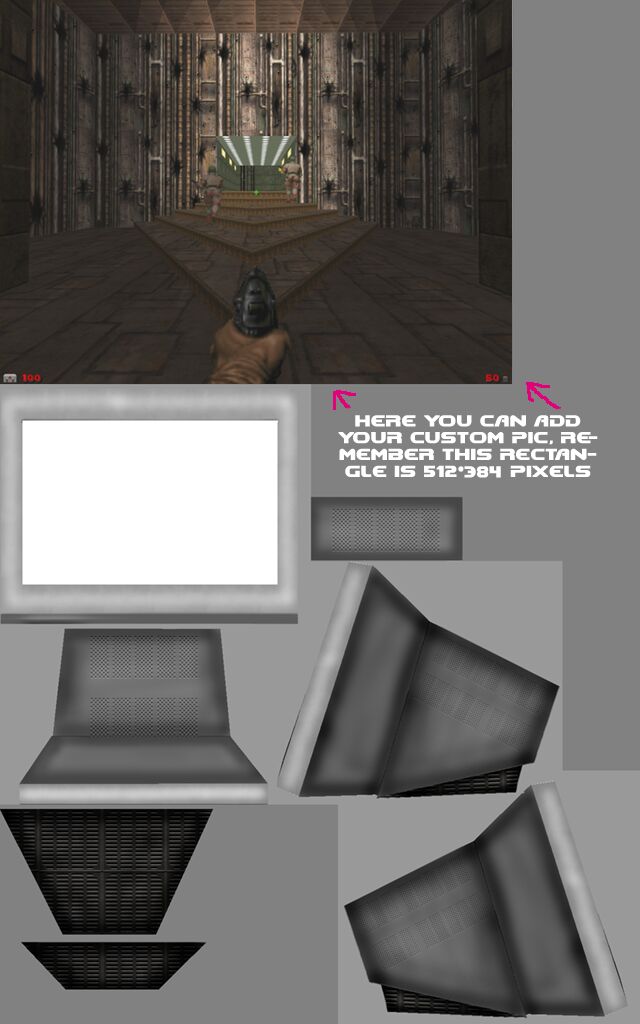 100
50
HERE YOU CAN ADD
YOUR CUSTOM PIC, RE-
MEMBER THIS RECTAN-
GLE IS 512*384 PIXELS